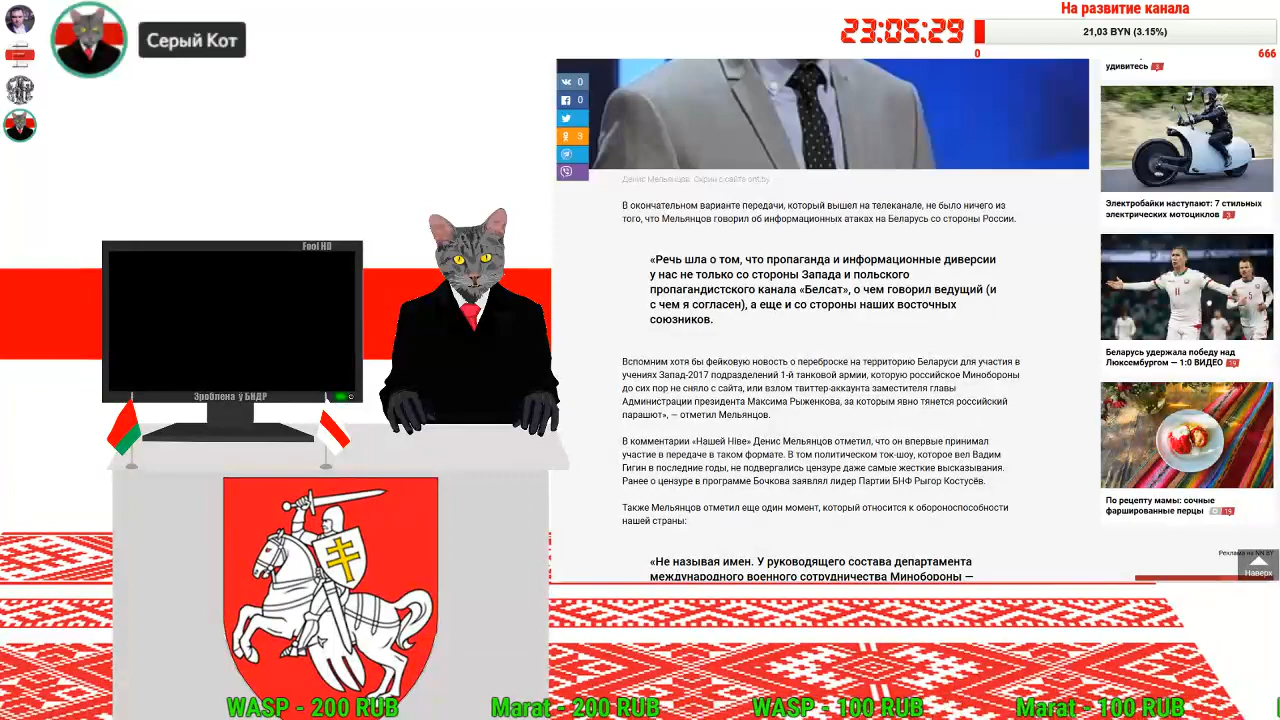 Серый Кот
23:05:29
На развитие канала
21,03 BYN (3.15%)
0
666
0
0
3
Денис Мельянцов. Скрин с сайта ont.by
В окончательном варианте передачи, который вышел на телеканале, не было ничего из
того, что Мельянцов говорил об информационных атаках на Беларусь со стороны России.
«Речь шла о том, что пропаганда и информационные диверсии
у нас не только со стороны Запада и польского
пропагандистского канала «Белсат», о чем говорил ведущий (и
с чем я согласен), а еще и со стороны наших восточных
союзников.
Вспомним хотя бы фейковую новость о переброске на территорию Беларуси для участия в
учениях Запад-2017 подразделений 1-й танковой армии, которую российское Минобороны
до сих пор не сняло с сайта, или взлом твиттер-аккаунта заместителя главы
Администрации президента Максима Рыженкова, за которым явно тянется российский
парашют», — отметил Мельянцов.
В комментарии «Нашей Ніве» Денис Мельянцов отметил, что он впервые принимал
участие в передаче в таком формате. В том политическом ток-шоу, которое вел Вадим
Гигин в последние годы, не подвергались цензуре даже самые жесткие высказывания.
Ранее о цензуре в программе Бочкова заявлял лидер Партии БНФ Рыгор Костусёв.
Также Мельянцов отметил еще один момент, который относится к обороноспособности
нашей страны:
«Не называя имен. У руководящего состава департамента
международного военного сотрудничества Минобороны —
удивитесь 3
Электробайки наступают: 7 стильных
электрических мотоциклов 3
Беларусь удержала победу над
Люксембургом — 1:0 ВИДЕО
По рецепту мамы: сочные
фаршированные перцы 19
Реклама на NN.BY
Наверх
Fool HD
Зроблена ў БНДР
WASP - 200 RUB
Marat - 200 RUB
WASP - 100 RUB
Marat - 100 RUB